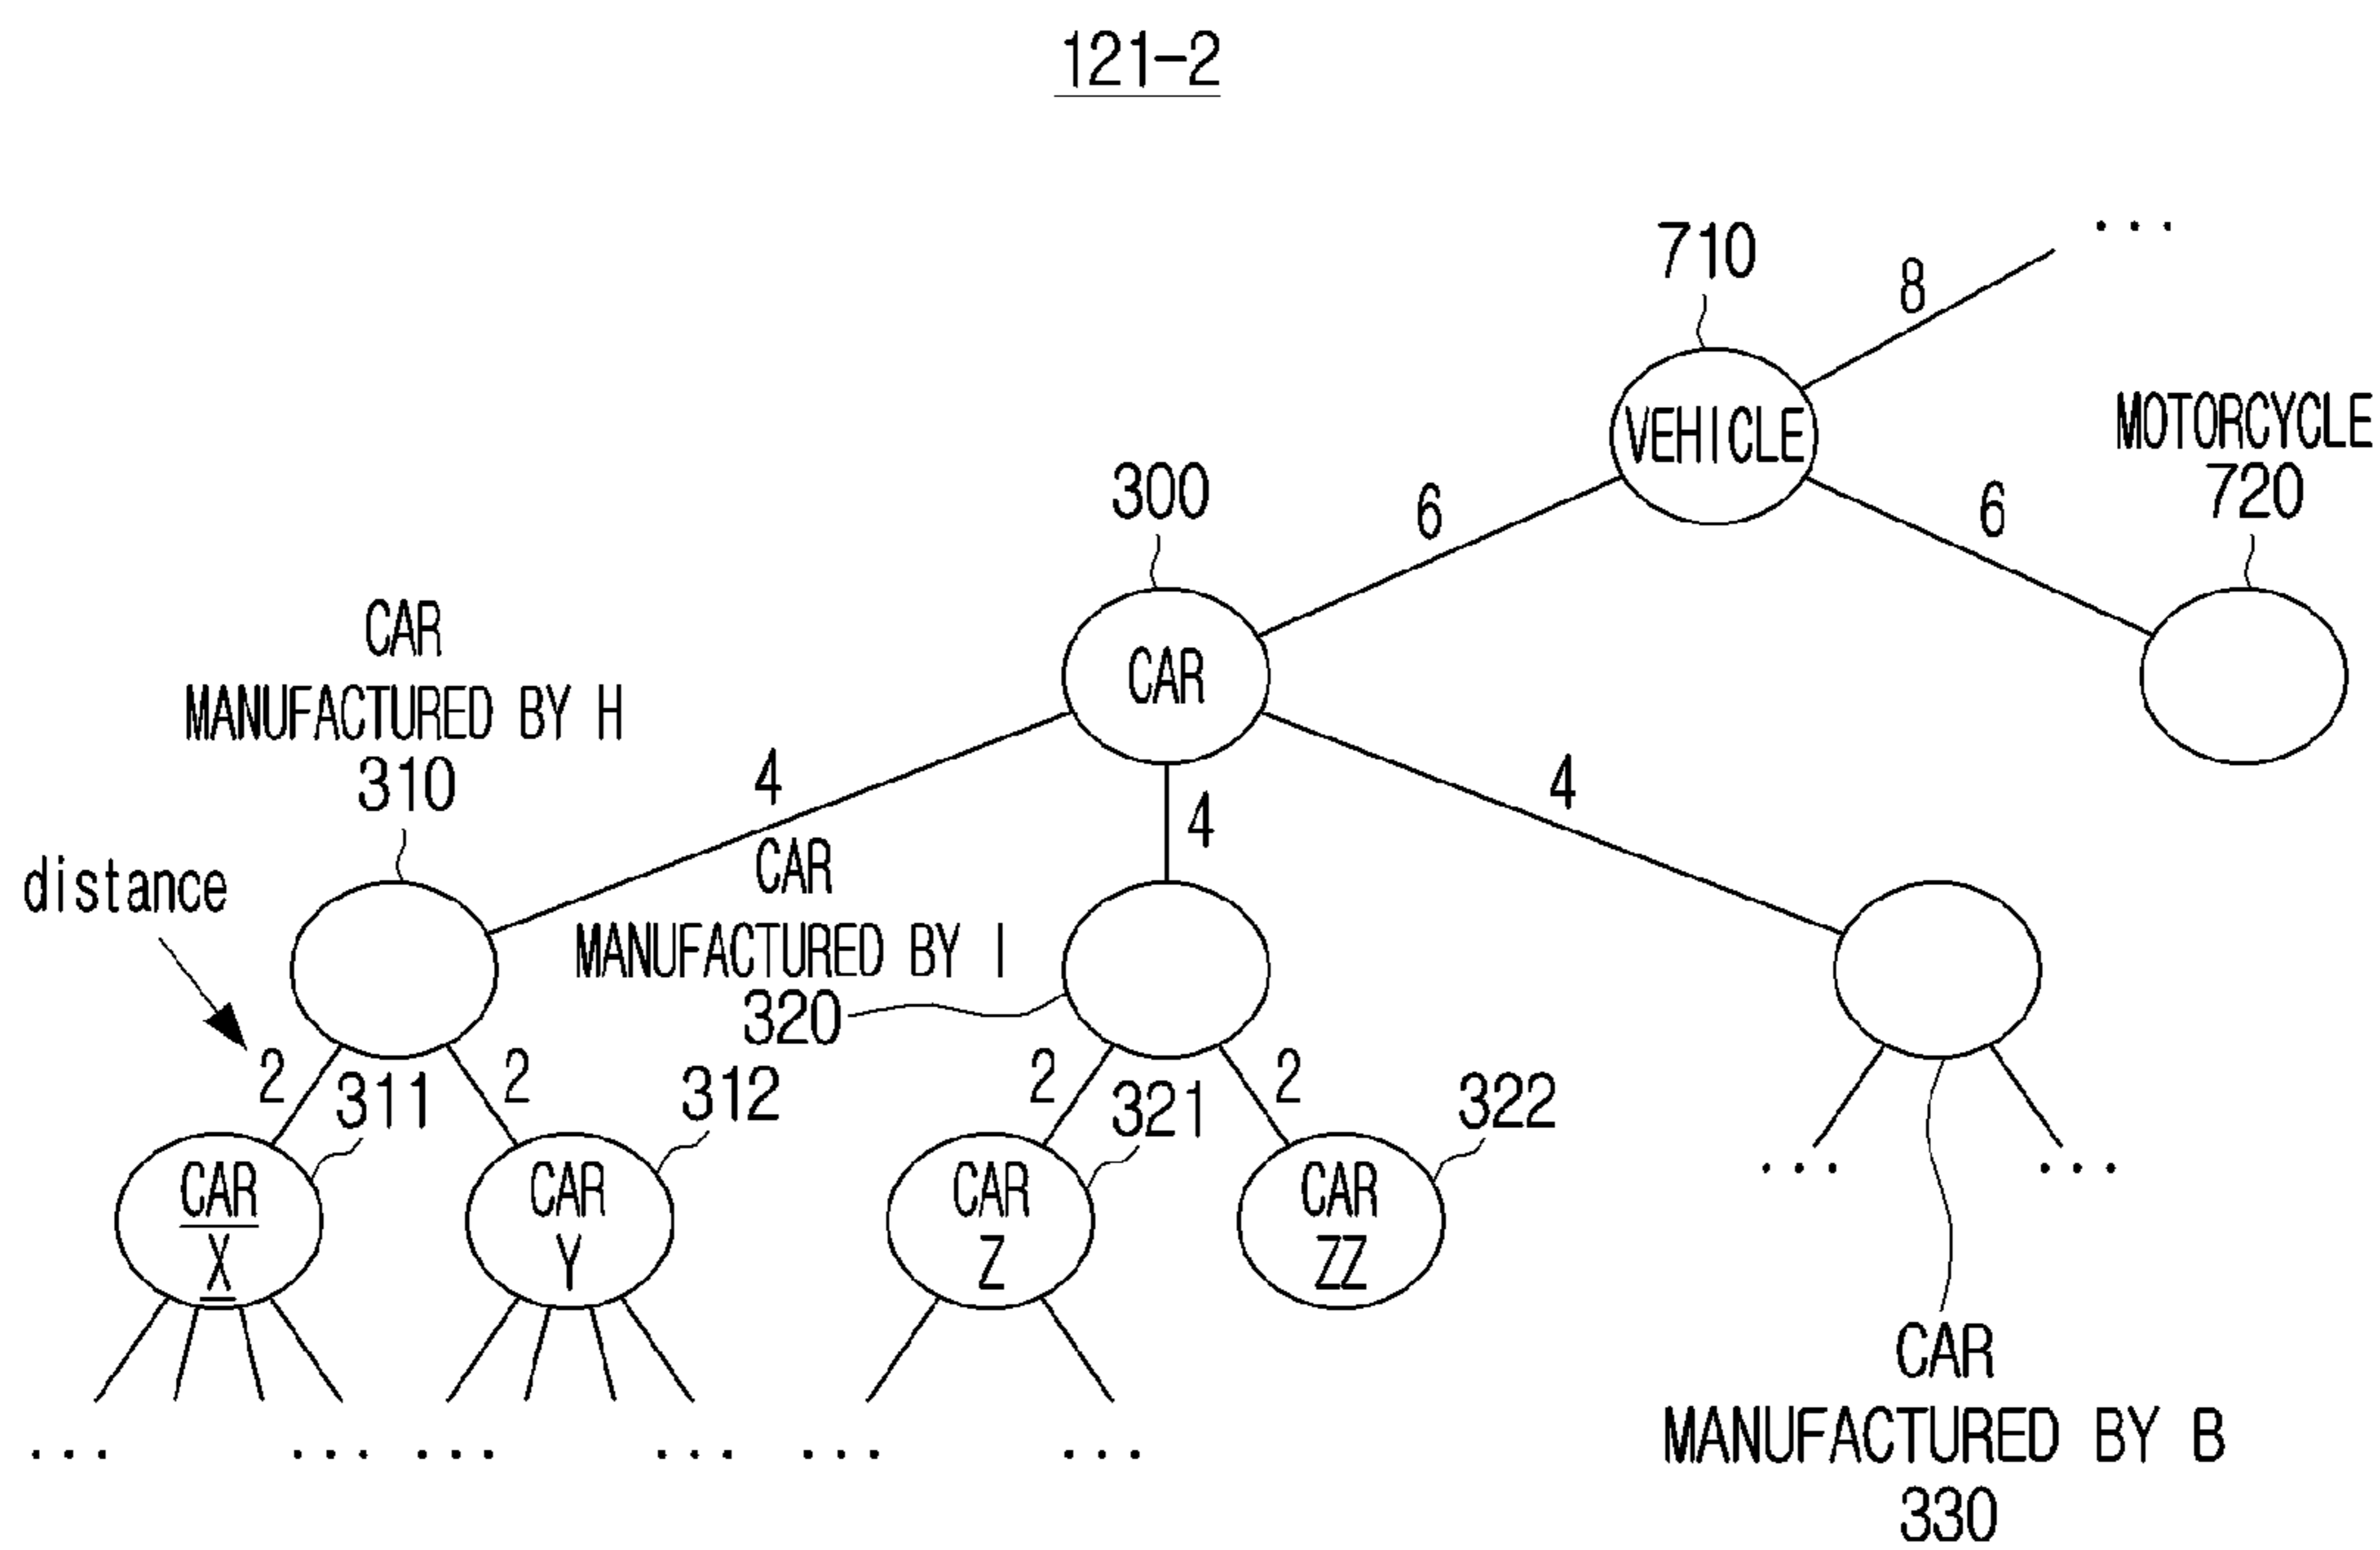 121-2
...
710
8
VEHICLE
MOTORCYCLE
720
300
6
6
CAR
CAR
MANUFACTURED BY H
310
4
4
4
distance
CAR
MANUFACTURED BY I
320
2
311
2
312
2
321
2
322
CAR
X
CAR
Y
CAR
Z
CAR
ZZ
...
...
CAR
MANUFACTURED BY B
330
...
...
...
...
...
...